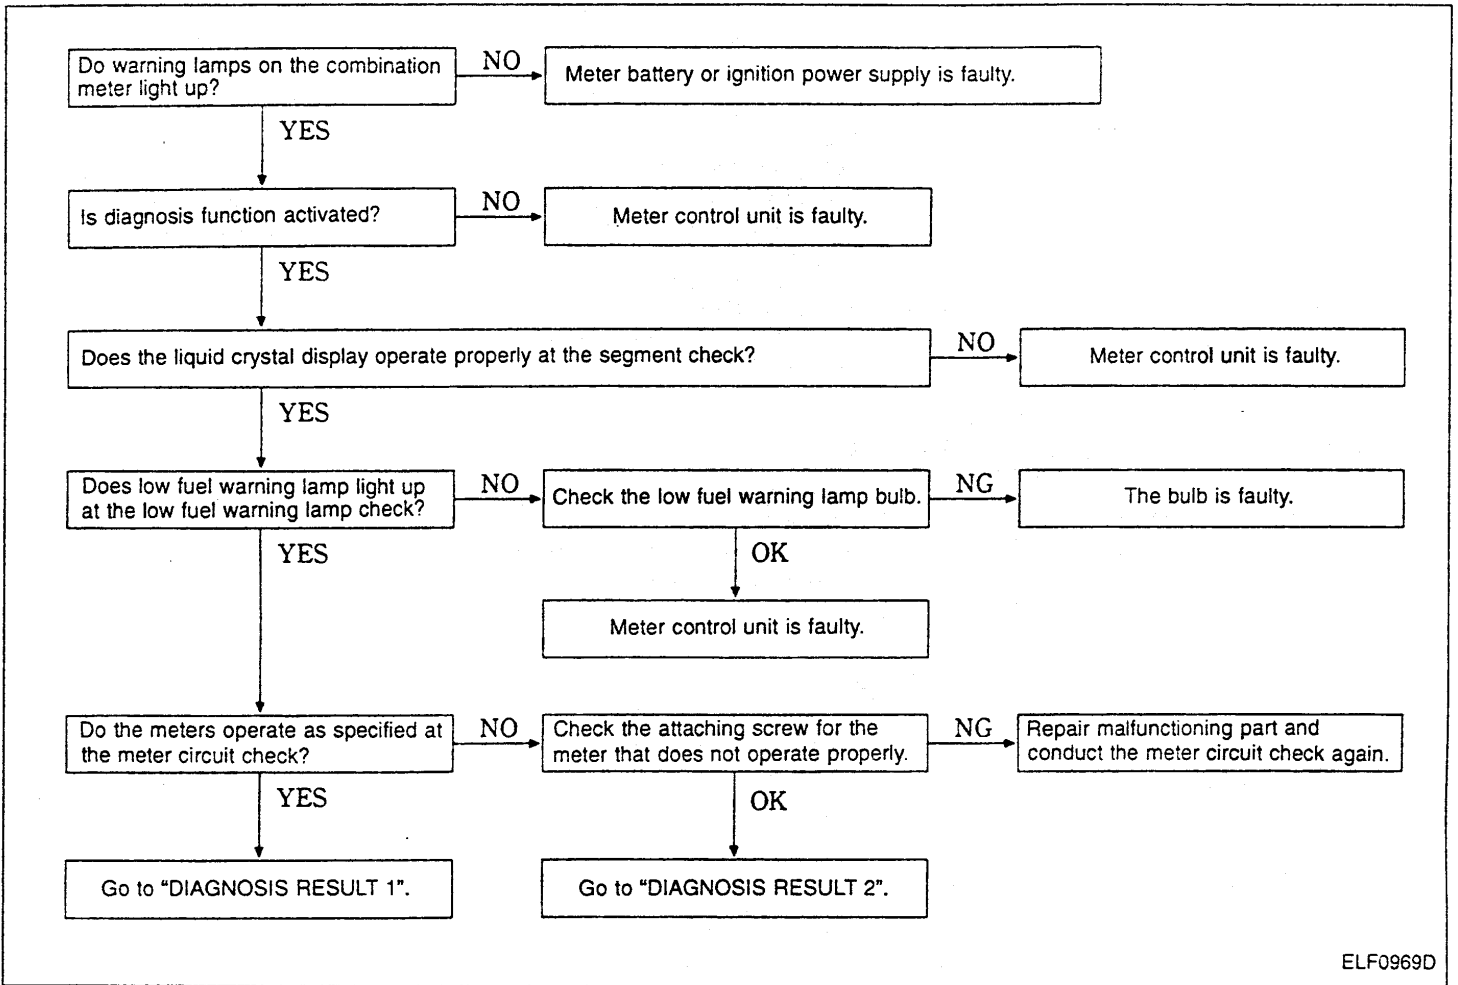 Do warning lamps on the combination
meter light up?
NO
Meter battery or ignition power supply is faulty.
YES
Is diagnosis function activated?
NO
Meter control unit is faulty.
YES
Does the liquid crystal display operate properly at the segment check?
NO
Meter control unit is faulty.
YES
Does low fuel warning lamp light up
at the low fuel warning lamp check?
NO
Check the low fuel warning lamp bulb.
NG
The bulb is faulty.
YES
OK
Meter control unit is faulty.
Do the meters operate as specified at
the meter circuit check?
NO
Check the attaching screw for the
meter that does not operate properly.
NG
Repair malfunctioning part and
conduct the meter circuit check again.
YES
OK
Go to “DIAGNOSIS RESULT 1”.
Go to “DIAGNOSIS RESULT 2”.
ELF0969D